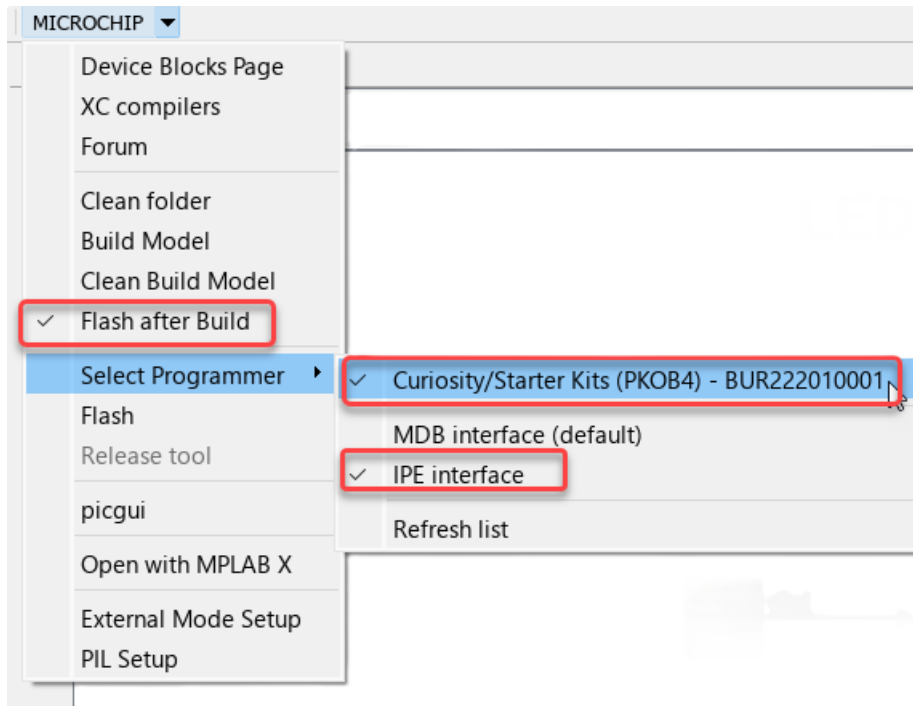 MICROCHIP
Device Blocks Page
XC compilers
Forum
Clean folder
Build Model
Clean Build Model
Flash after Build
Select Programmer
Curiosity/Starter Kits (PKOB4) - BUR222010001
MDB interface (default)
IPE interface
Refresh list
Flash
Release tool
picgui
Open with MPLAB X
External Mode Setup
PIL Setup